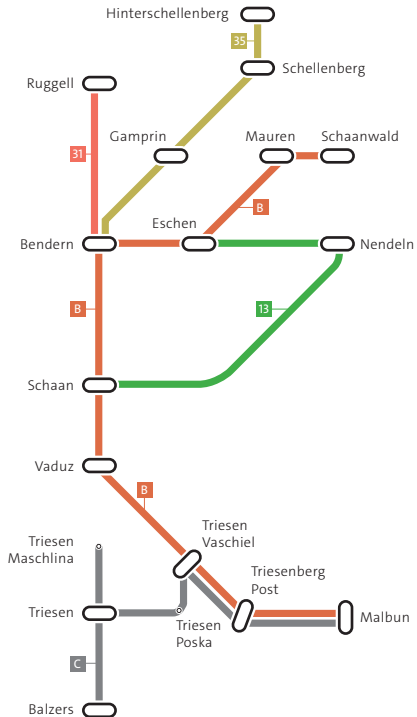 Hinterschellenberg
35
Schellenberg
Ruggell
Gamprin
Mauren
Schaanwald
31
B
Eschen
Bendern
Nendeln
B
13
Schaan
Vaduz
B
Triesen
Vaschiel
Triesen
Maschlina
Triesenberg
Post
Triesen
Malbun
Triesen
Poska
C
Balzers